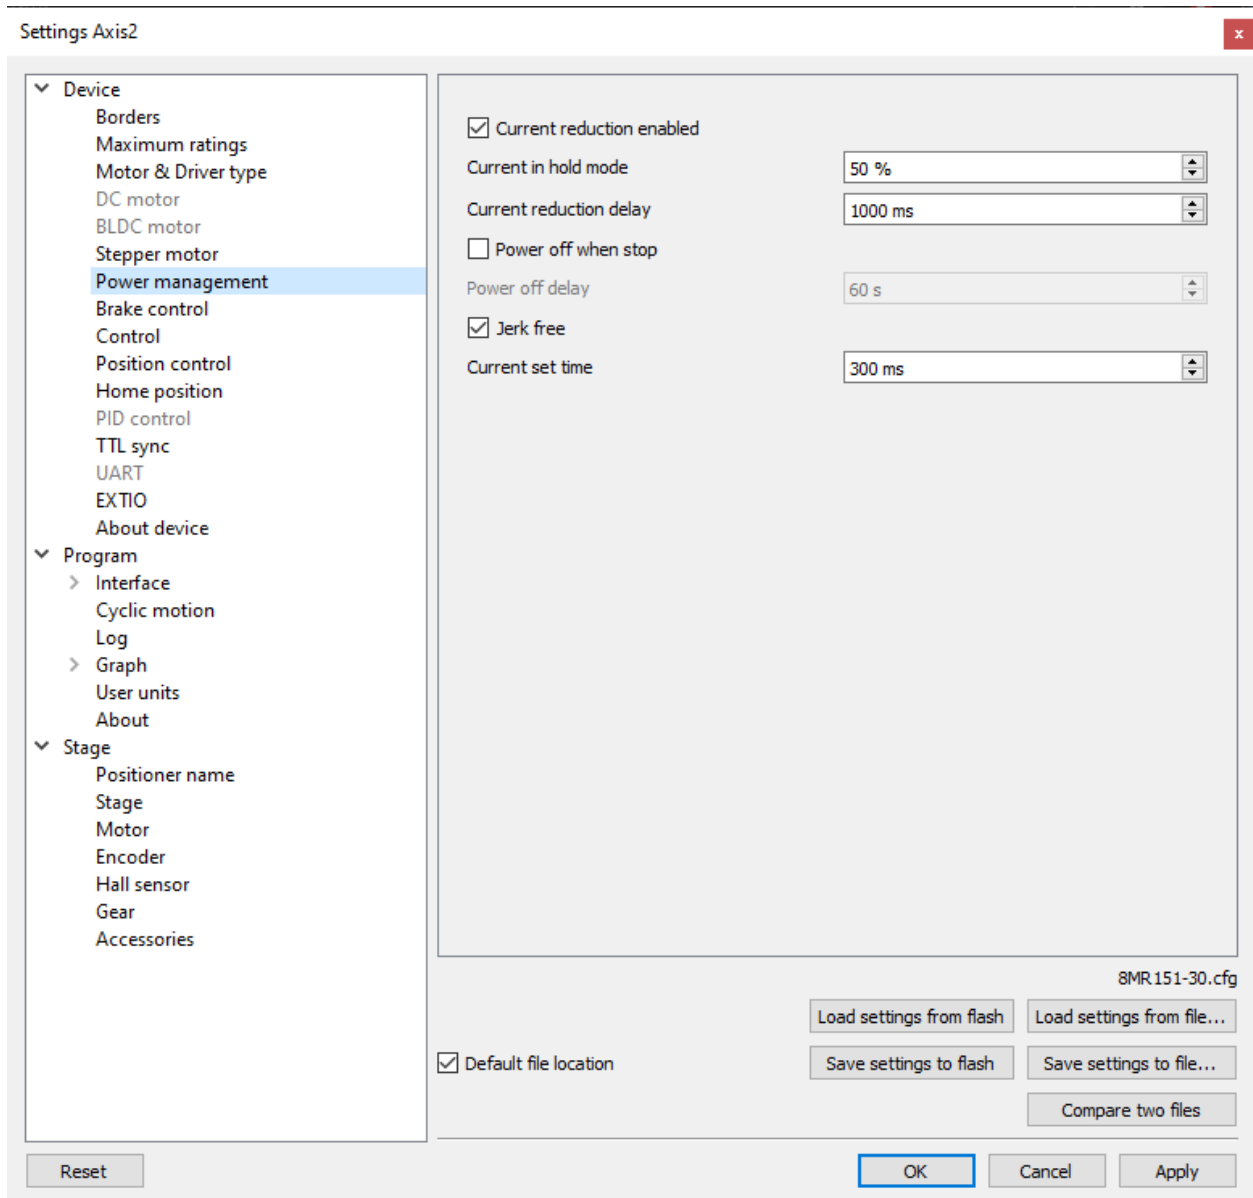 Settings Axis2
x
Device
Borders
Maximum ratings
Motor & Driver type
DC motor
BLDC motor
Stepper motor
Power management
Brake control
Control
Position control
Home position
PID control
TTL sync
UART
EXTIO
About device
Program
Interface
Cyclic motion
Log
Graph
User units
About
Stage
Positioner name
Stage
Motor
Encoder
Hall sensor
Gear
Accessories
Current reduction enabled
Current in hold mode 50 %
Current reduction delay 1000 ms
Power off when stop
Power off delay 60 s
Jerk free
Current set time 300 ms
8MR151-30.cfg
Load settings from flash Load settings from file...
Default file location Save settings to flash Save settings to file...
Compare two files
Reset OK Cancel Apply